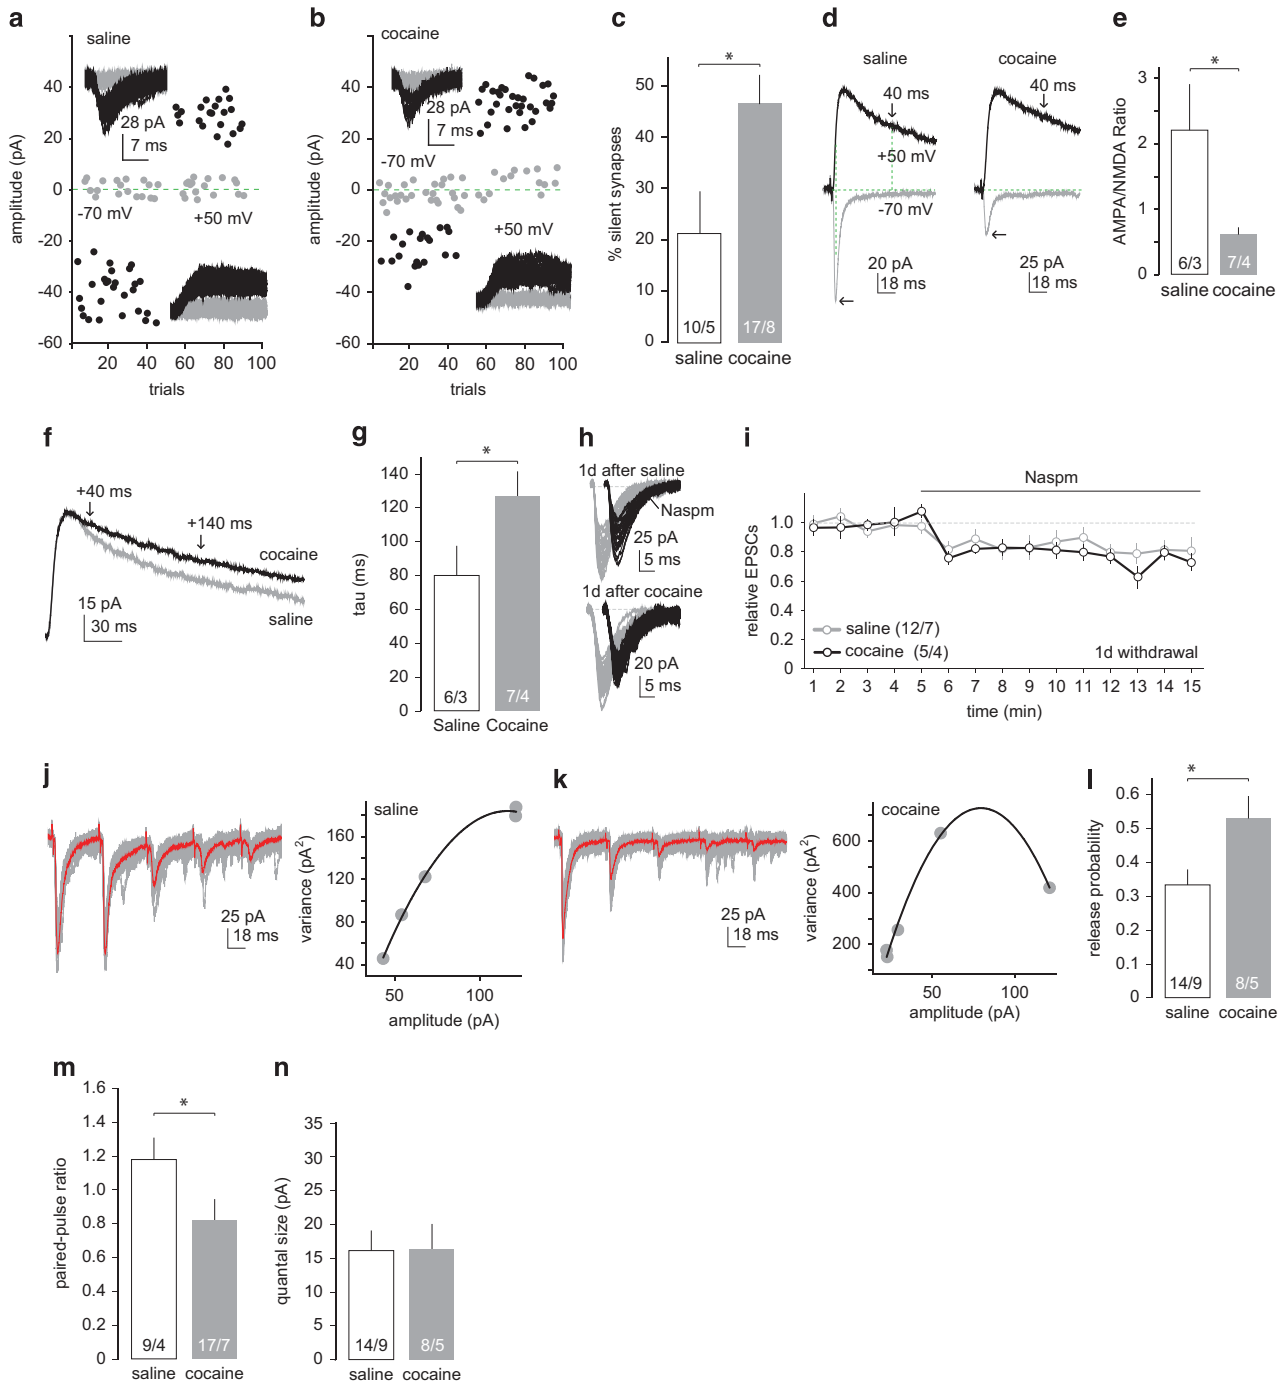 a
saline
amplitude (pA)
40
20
0
-20
-40
-60
28 pA
7 ms
-70 mV
+50 mV
20
40
60
80
100
trials
b
cocaine
amplitude (pA)
40
20
0
-20
-40
-60
28 pA
7 ms
-70 mV
+50 mV
20
40
60
80
100
trials
c
*
% silent synapses
50
40
30
20
10
0
10/5
17/8
saline cocaine
d
saline
cocaine
40 ms
40 ms
+50 mV
-70 mV
20 pA
18 ms
25 pA
18 ms
e
*
AMPA/NMDA Ratio
3
2
1
0
6/3
7/4
saline cocaine
f
+40 ms
+140 ms
cocaine
saline
15 pA
30 ms
g
*
tau (ms)
140
120
100
80
60
40
20
0
6/3
7/4
Saline Cocaine
h
1d after saline
Naspm
25 pA
5 ms
1d after cocaine
20 pA
5 ms
i
Naspm
relative EPSCs
1.0
0.8
0.6
0.4
0.2
0
saline (12/7)
cocaine (5/4)
1d withdrawal
1 2 3 4 5 6 7 8 9 10 11 12 13 14 15
time (min)
j
25 pA
18 ms
saline
variance (pA²)
160
120
80
40
50
100
amplitude (pA)
k
25 pA
18 ms
cocaine
variance (pA²)
600
400
200
50
100
amplitude (pA)
l
*
release probability
0.6
0.5
0.4
0.3
0.2
0.1
0
14/9
8/5
saline cocaine
m
*
paired-pulse ratio
1.6
1.4
1.2
1.0
0.8
0.6
0.4
0.2
0
9/4
17/7
saline cocaine
n
quantal size (pA)
35
30
25
20
15
10
5
0
14/9
8/5
saline cocaine